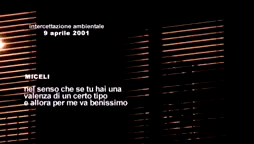 intercettazione ambientale
9 aprile 2001
MICELI
nel senso che se tu hai una
valenza di un certo tipo
e allora per me va benissimo